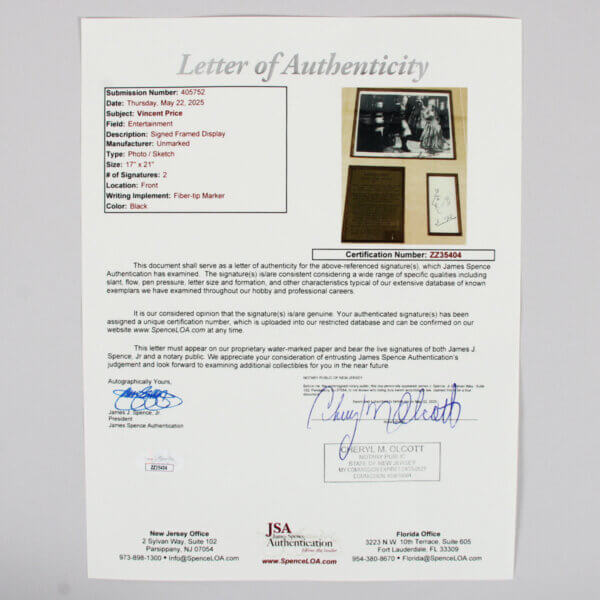 Letter of Authenticity
Submission Number: 405752
Date: Thursday, May 22, 2025
Subject: Vincent Price
Field: Entertainment
Description: Signed Framed Display
Manufacturer: Unmarked
Type: Photo / Sketch
Size: 17" x 21"
# of Signatures: 2
Location: Front
Writing Implement: Fiber-tip Marker
Color: Black
Certification Number: ZZ35404
This document shall serve as a letter of authenticity for the above-referenced signature(s), which James Spence
Authentication has examined. The signature(s) is/are consistent considering a wide range of specific qualities including
slant, flow, pen pressure, letter size and formation, and other characteristics typical of our extensive database of known
exemplars we have examined throughout our hobby and professional careers.
It is our considered opinion that the signature(s) is/are genuine. Your authenticated signature(s) has been
assigned a unique certification number, which is uploaded into our restricted database and can be confirmed on our
website www.SpenceLOA.com at any time.
This letter must appear on our proprietary water-marked paper and bear the live signatures of both James J.
Spence, Jr and a notary public. We appreciate your consideration of entrusting James Spence Authentication's
judgement and look forward to examining additional collectibles for you in the near future.
Autographically Yours,
James J. Spence, Jr.
President
James Spence Authentication
NOTARY PUBLIC OF NEW JERSEY
Cheryl M Olcott
CHERYL M. OLCOTT
NOTARY PUBLIC
STATE OF NEW JERSEY
MY COMMISSION EXPIRES
COMMISSION
ZZ35404
New Jersey Office
2 Sylvan Way, Suite 102
Parsippany, NJ 07054
973-898-1300 • Info@SpenceLOA.com
JSA
James Spence
Authentication
www.SpenceLOA.com
Florida Office
3223 N.W. 10th Terrace, Suite 605
Fort Lauderdale, FL 33309
954-380-8670 • Florida@SpenceLOA.com